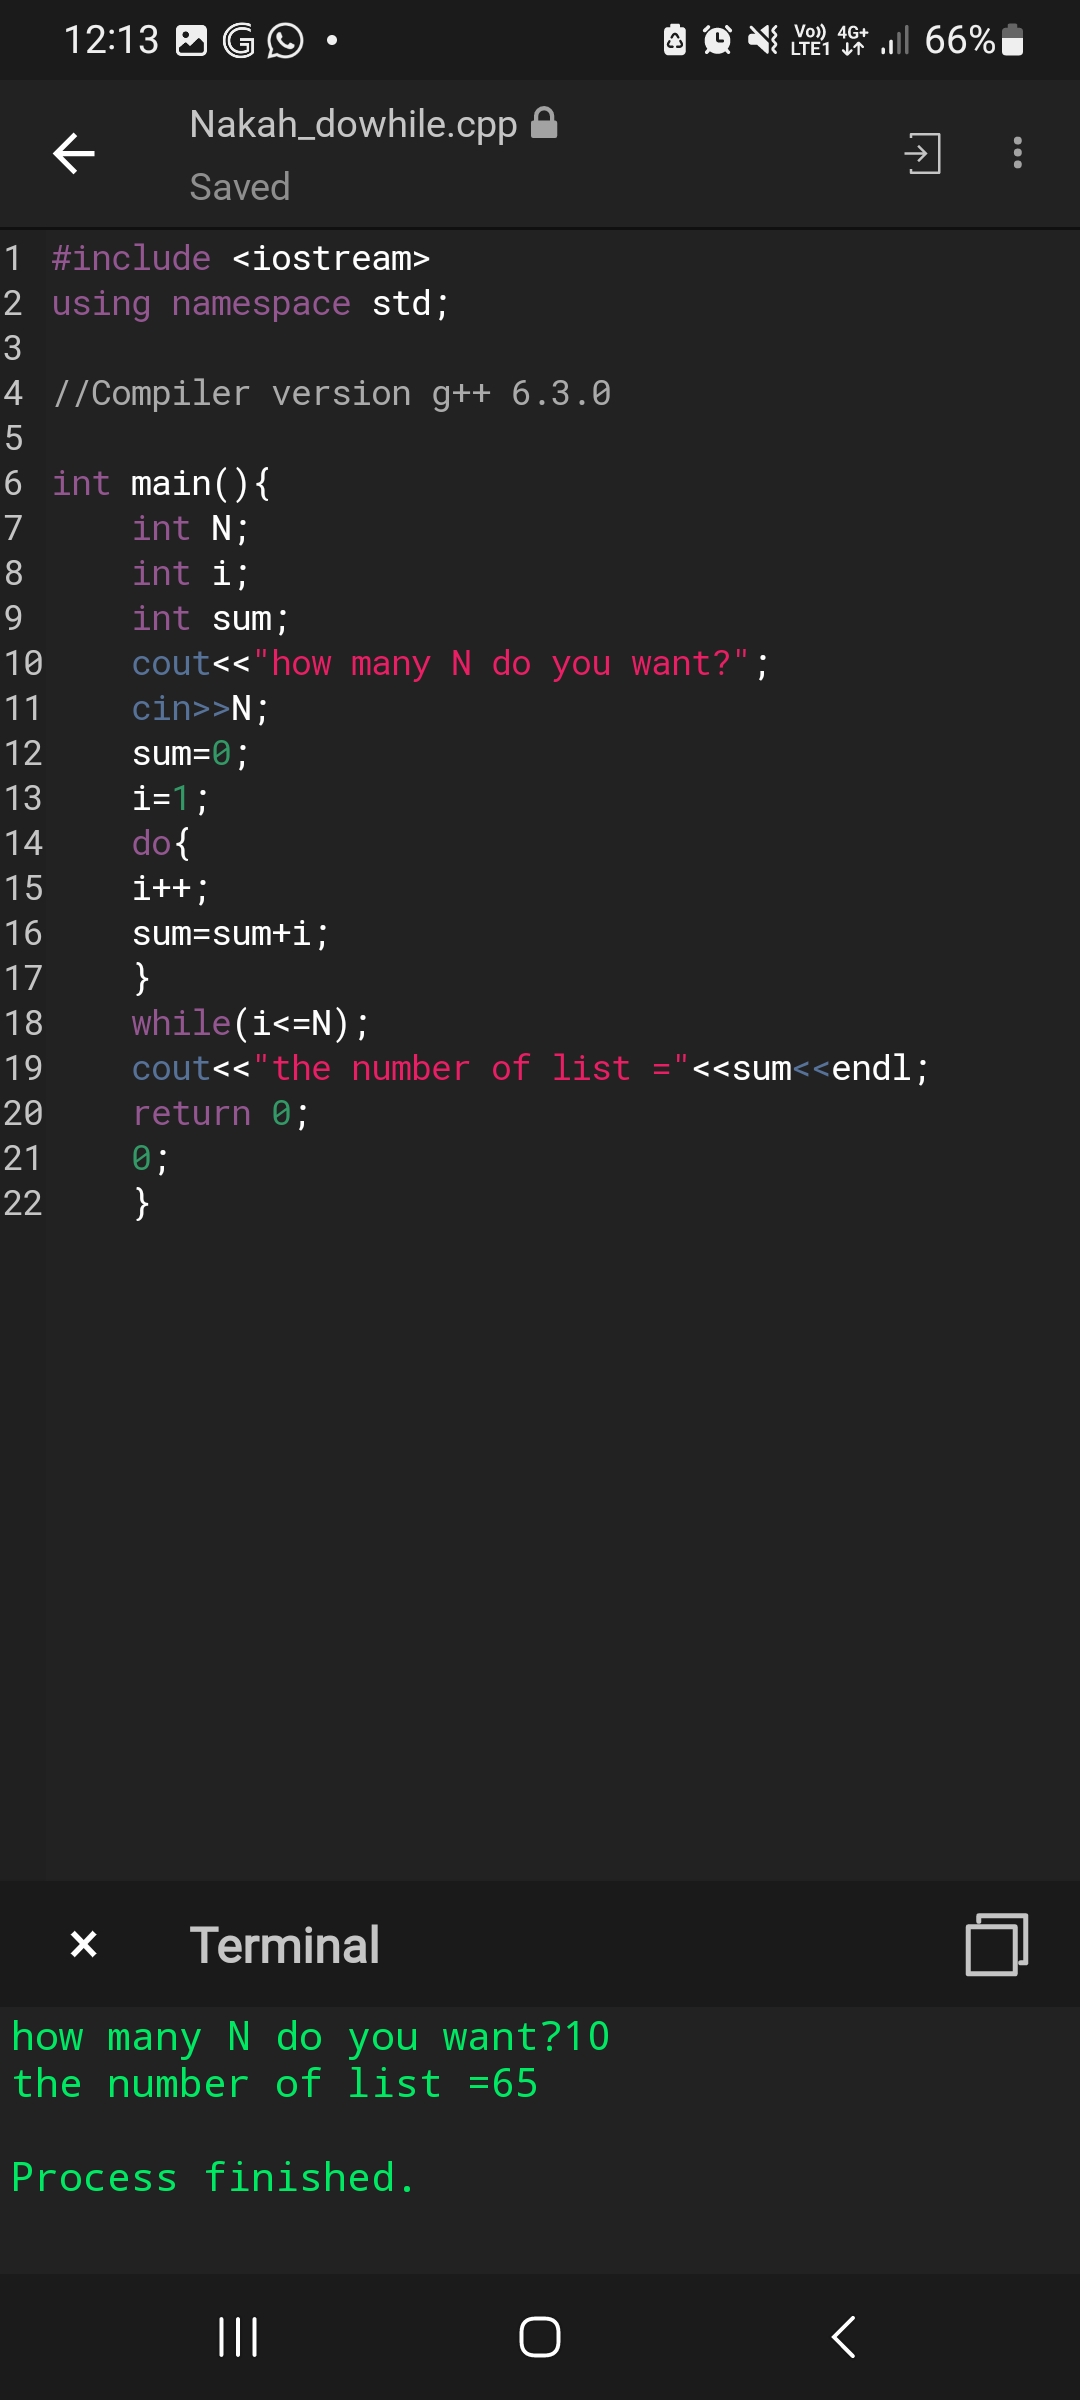 12:13 Vo)) LTE1 4G+ 66%
Nakah_dowhile.cpp
Saved
1 #include <iostream>
2 using namespace std;
3
4 //Compiler version g++ 6.3.0
5
6 int main(){
7     int N;
8     int i;
9     int sum;
10     cout<<"how many N do you want?";
11     cin>>N;
12     sum=0;
13     i=1;
14     do{
15     i++;
16     sum=sum+i;
17     }
18     while(i<=N);
19     cout<<"the number of list ="<<sum<<endl;
20     return 0;
21     0;
22     }
× Terminal
how many N do you want?10
the number of list =65
Process finished.